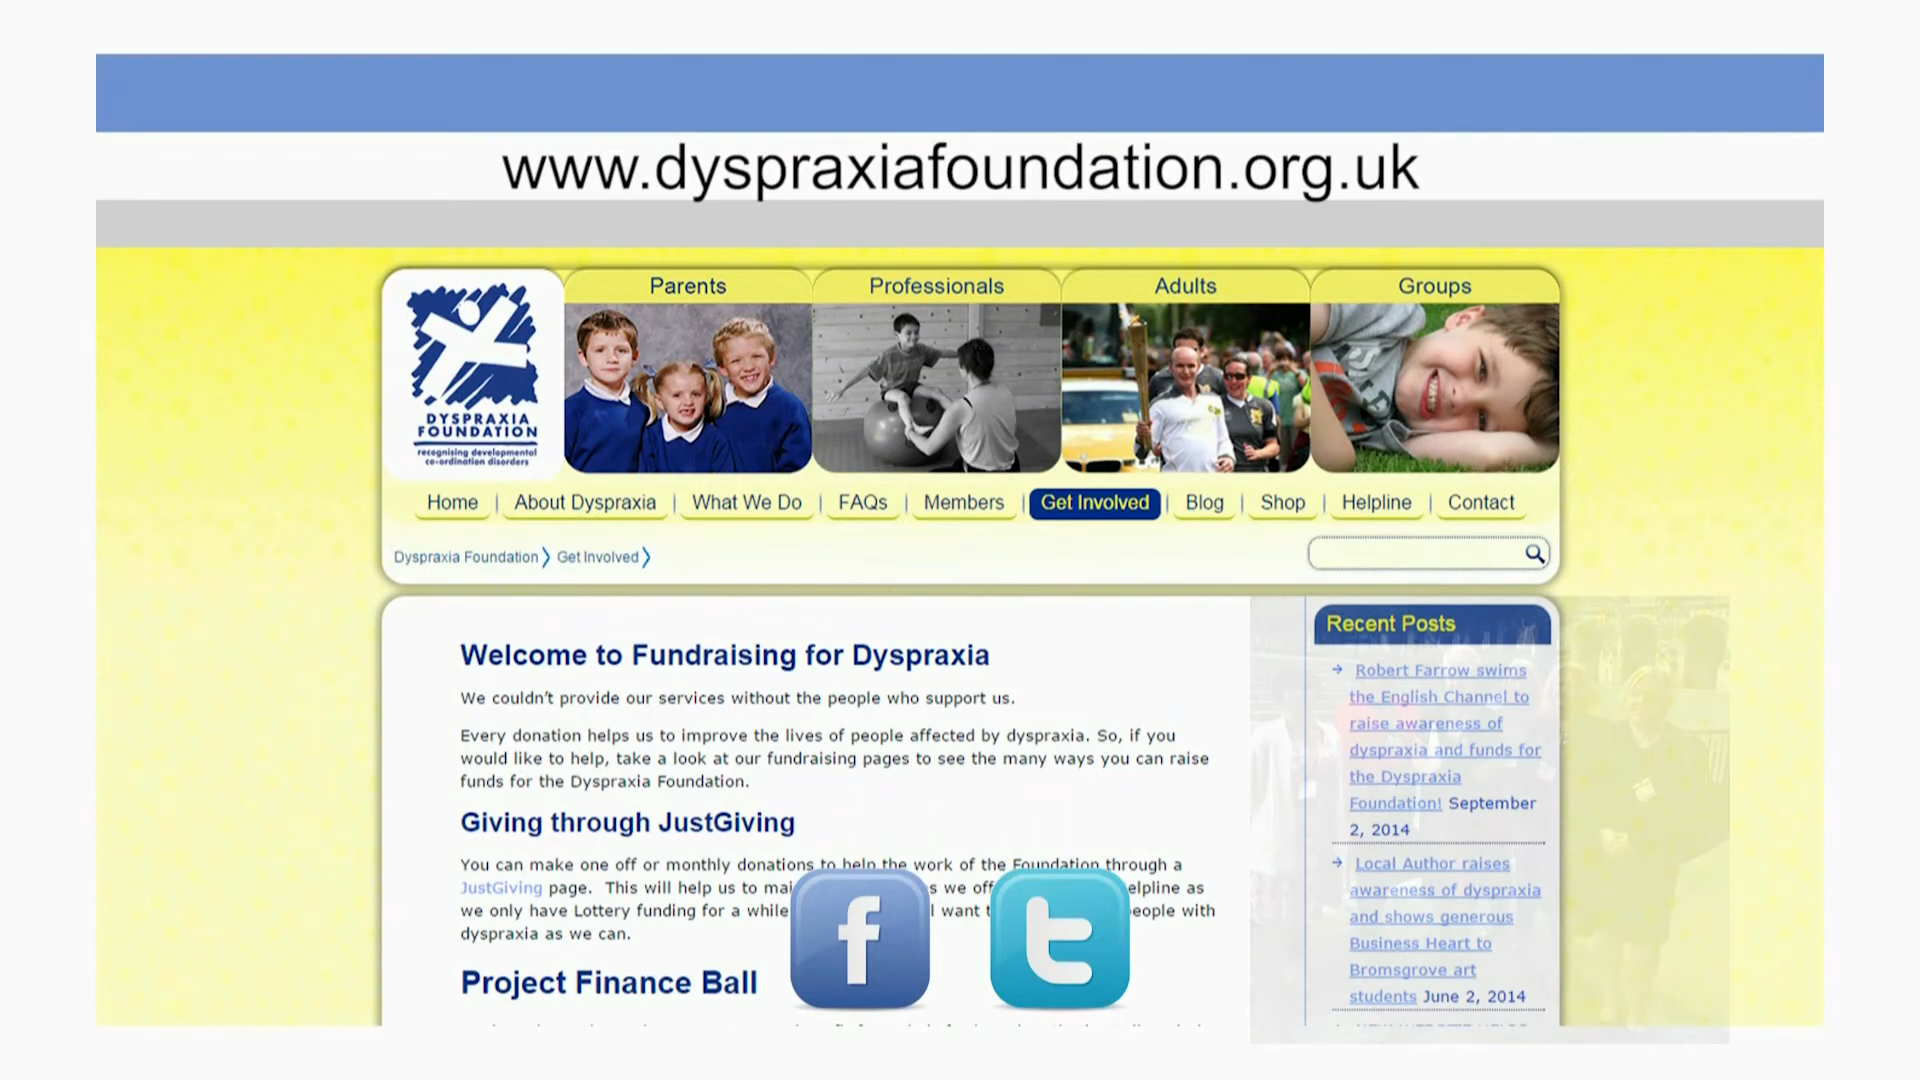 www.dyspraxiafoundation.org.uk
Parents
Professionals
Adults
Groups
DYSPRAXIA
FOUNDATION
recognising developmental
co-ordination disorders
Home
About Dyspraxia
What We Do
FAQs
Members
Get Involved
Blog
Shop
Helpline
Contact
Dyspraxia Foundation
Get Involved
Welcome to Fundraising for Dyspraxia
We couldn't provide our services without the people who support us.
Every donation helps us to improve the lives of people affected by dyspraxia. So, if you
would like to help, take a look at our fundraising pages to see the many ways you can raise
funds for the Dyspraxia Foundation.
Giving through JustGiving
You can make one off or monthly donations to help the work of the Foundation through a
JustGiving page. This will help us to
we only have Lottery funding for a while want people with
dyspraxia as we can.
Project Finance Ball
f
t
Recent Posts
Robert Farrow swims
the English Channel to
raise awareness of
dyspraxia and funds for
the Dyspraxia
Foundation! September
2, 2014
Local Author raises
awareness of dyspraxia
and shows generous
Business Heart to
Bromsgrove art
students June 2, 2014